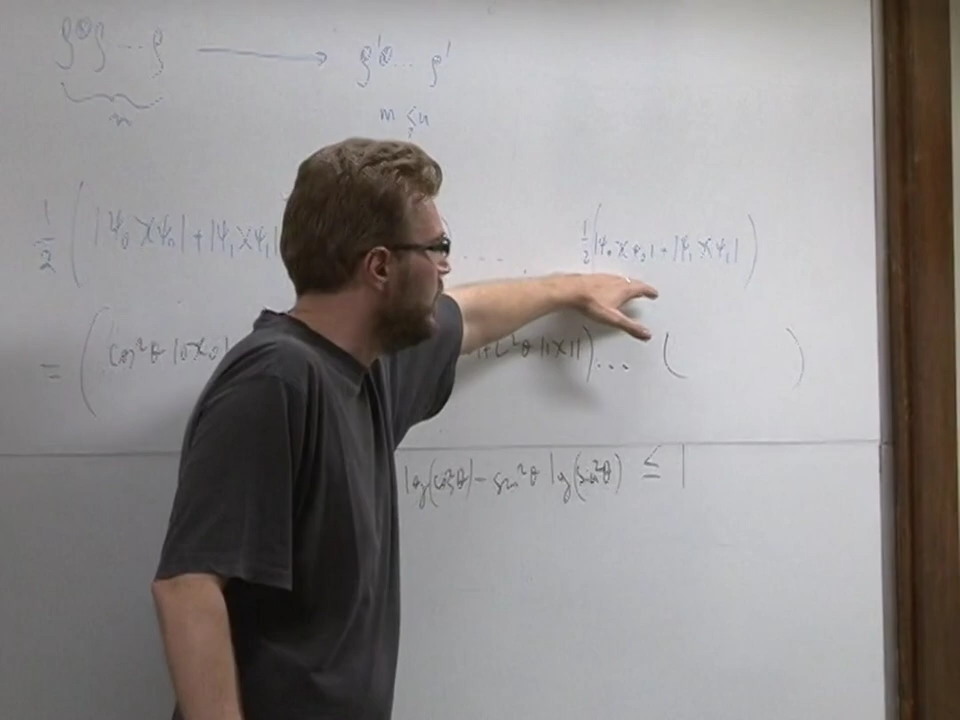 ρ⊗ρ ... ρ ⟶ ρ'⊗... ρ'
n m ≤ n
1/2 ( |Ψ₀⟩⟨Ψ₀| + |Ψ₁⟩⟨Ψ₁| ... 1/2 ( |Ψ₀⟩⟨Ψ₀| + |Ψ₁⟩⟨Ψ₁| )
= ( cos²θ |0⟩⟨0| θ |1⟩⟨1| ) ... ( )
log(cos²θ) - sin²θ log(sin²θ) ≤ 1